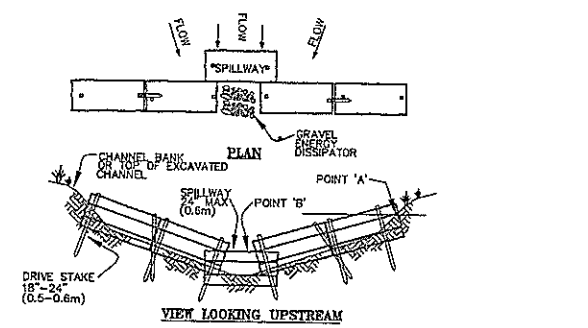 FLOW
FLOW
FLOW
SPILLWAY
GRAVEL
ENERGY
DISSIPATOR
PLAN
CHANNEL BANK
OR TOP OF EXCAVATED
CHANNEL
SPILLWAY
24" MAX
(0.6m)
POINT 'B'
POINT 'A'
DRIVE STAKE
18"-24"
(0.5-0.6m)
VIEW LOOKING UPSTREAM